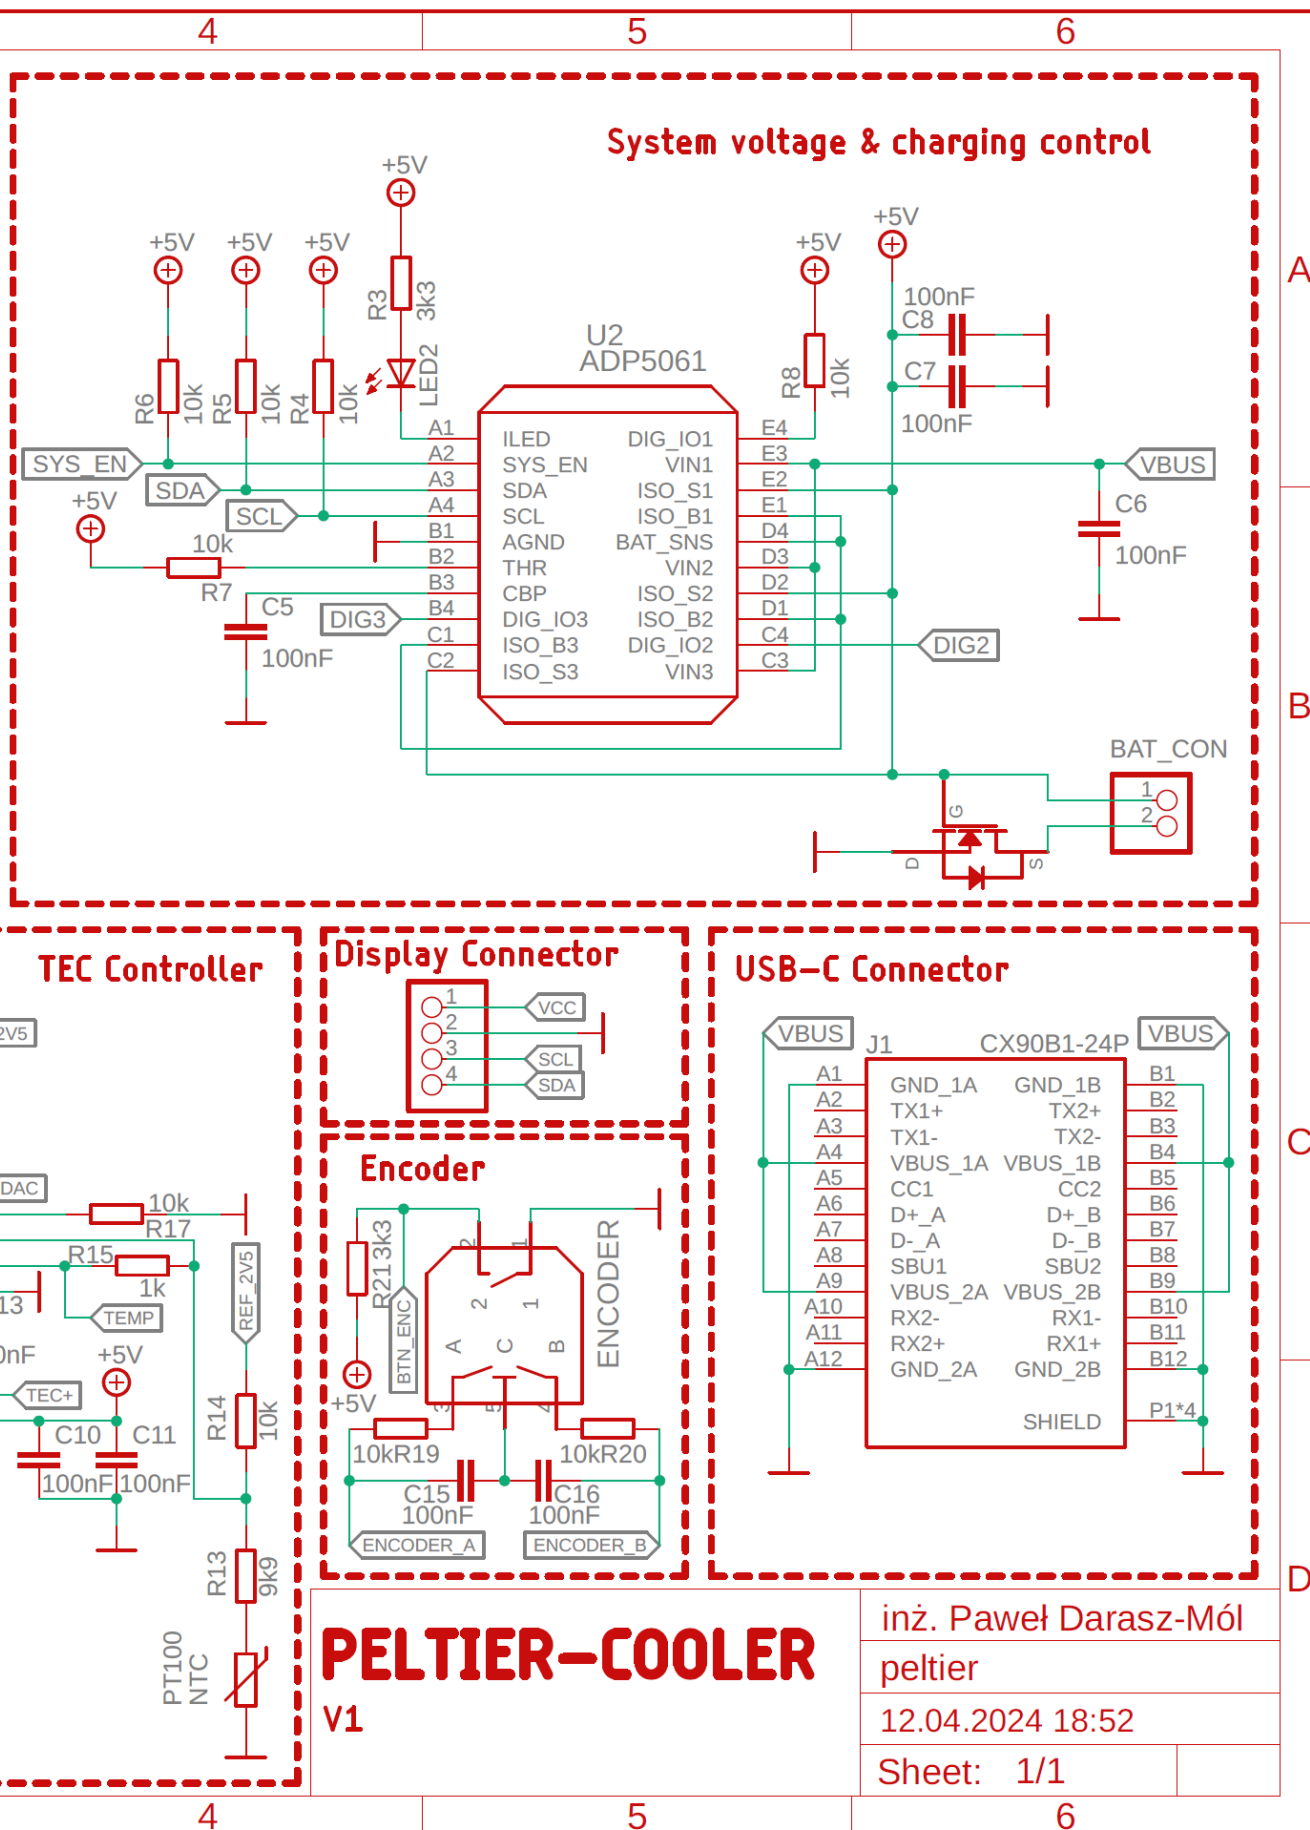 4 5 6
System voltage & charging control
+5V
+5V
+5V +5V +5V +5V
R3 3k3
100nF
C8
U2
ADP5061
LED2
C7
100nF
R6 10k R5 10k R4 10k
R8 10k
A
A1 ILED DIG_IO1 E4
SYS_EN A2 SYS_EN VIN1 E3 VBUS
SDA A3 SDA ISO_S1 E2
+5V
SCL A4 SCL ISO_B1 E1
C6
100nF
B1 AGND BAT_SNS D4
10k
R7
B2 THR VIN2 D3
B3 CBP ISO_S2 D2
C5
100nF
DIG3 B4 DIG_IO3 ISO_B2 D1
C1 ISO_B3 DIG_IO2 C4 DIG2
C2 ISO_S3 VIN3 C3
B
BAT_CON
1
2
G
D S
TEC Controller
Display Connector
USB-C Connector
2V5
1 VCC
2
3 SCL
4 SDA
VBUS VBUS
J1 CX90B1-24P
A1 GND_1A GND_1B B1
A2 TX1+ TX2+ B2
A3 TX1- TX2- B3
A4 VBUS_1A VBUS_1B B4
A5 CC1 CC2 B5
A6 D+_A D+_B B6
A7 D-_A D-_B B7
A8 SBU1 SBU2 B8
A9 VBUS_2A VBUS_2B B9
A10 RX2- RX1- B10
A11 RX2+ RX1+ B11
A12 GND_2A GND_2B B12
SHIELD P1*4
C
Encoder
DAC
10k
R17
R15
1k
TEMP
REF_2V5
13
0nF
+5V
TEC+
C10 C11
100nF 100nF
R14 10k
R13 9k9
PT100
NTC
2 1
R21 3k3
BTN_ENC
2 1
A C B
ENCODER
+5V
3 5 4
10k R19 10k R20
C15
100nF
C16
100nF
ENCODER_A ENCODER_B
D
PELTIER-COOLER
V1
inż. Paweł Darasz-Mól
peltier
12.04.2024 18:52
Sheet: 1/1
4 5 6